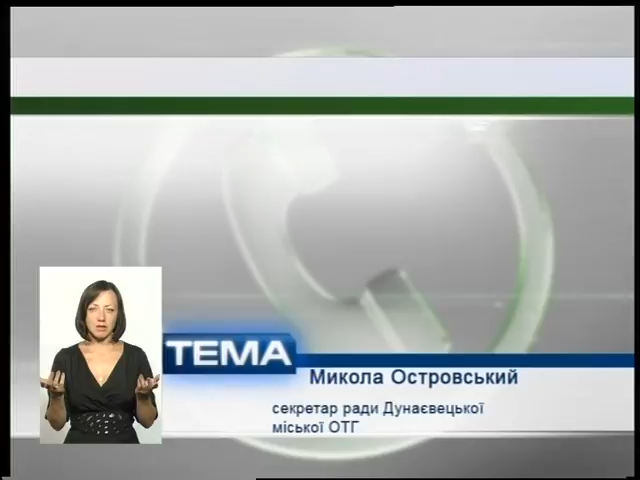 ТЕМА
Микола Островський
секретар ради Дунаєвецької
міської ОТГ